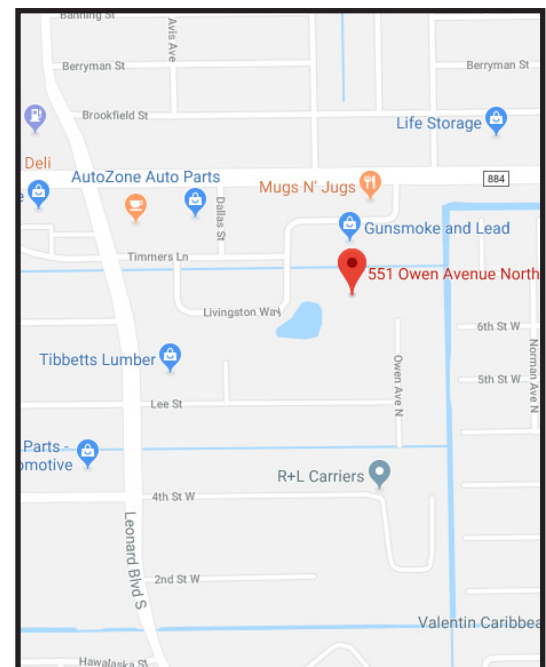 Banning St
Avis Ave
Berryman St
Berryman St
Brookfield St
Life Storage
Deli
AutoZone Auto Parts
884
Mugs N' Jugs
Dallas St
Gunsmoke and Lead
Timmers Ln
551 Owen Avenue North
Livingston Way
6th St W
Norman Ave N
Tibbetts Lumber
Owen Ave N
5th St W
Lee St
Parts -
omotive
R+L Carriers
4th St W
Leonard Blvd S
2nd St W
Valentin Caribbea
Hawalaska St